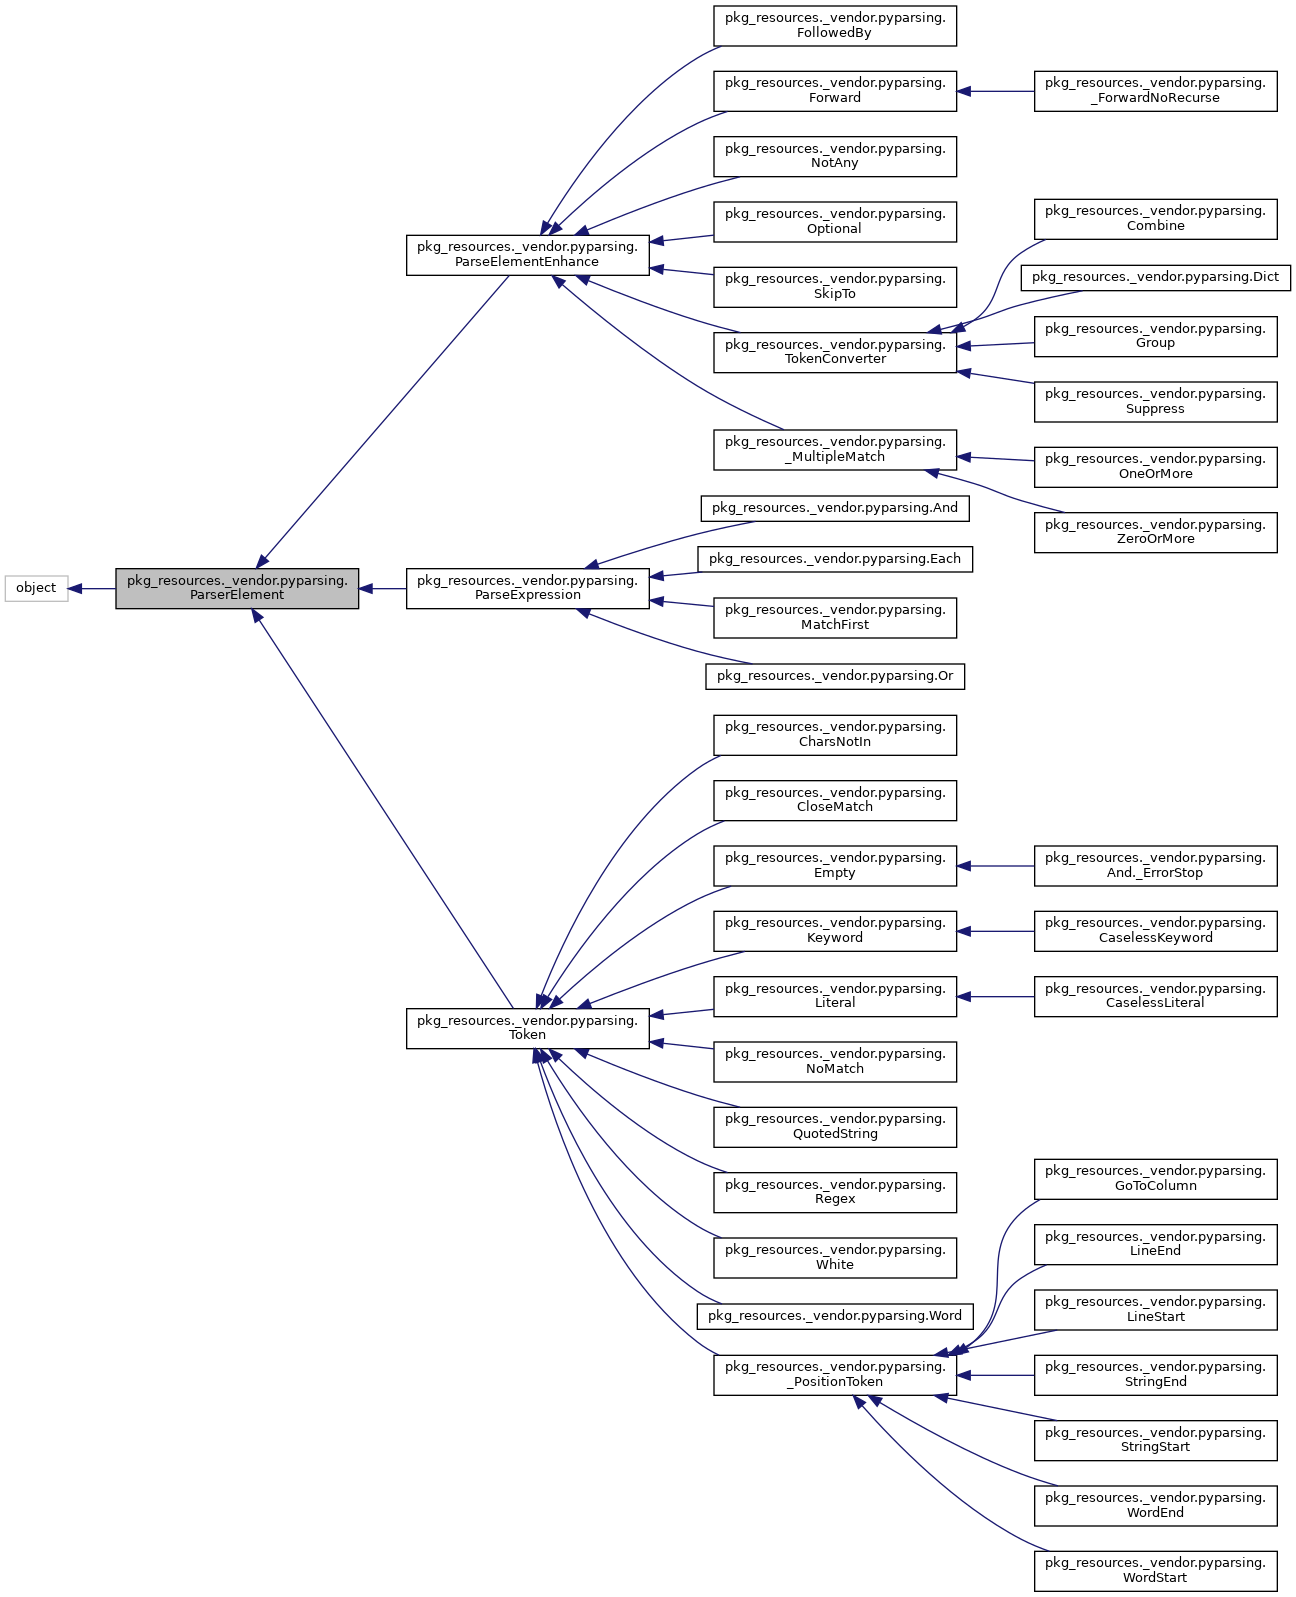 pkg_resources._vendor.pyparsing.
FollowedBy
pkg_resources._vendor.pyparsing.
Forward
pkg_resources._vendor.pyparsing.
_ForwardNoRecurse
pkg_resources._vendor.pyparsing.
NotAny
pkg_resources._vendor.pyparsing.
Optional
pkg_resources._vendor.pyparsing.
Combine
pkg_resources._vendor.pyparsing.
ParseElementEnhance
pkg_resources._vendor.pyparsing.
SkipTo
pkg_resources._vendor.pyparsing.Dict
pkg_resources._vendor.pyparsing.
TokenConverter
pkg_resources._vendor.pyparsing.
Group
pkg_resources._vendor.pyparsing.
Suppress
pkg_resources._vendor.pyparsing.
_MultipleMatch
pkg_resources._vendor.pyparsing.
OneOrMore
pkg_resources._vendor.pyparsing.
ZeroOrMore
pkg_resources._vendor.pyparsing.And
pkg_resources._vendor.pyparsing.Each
object
pkg_resources._vendor.pyparsing.
ParserElement
pkg_resources._vendor.pyparsing.
ParseExpression
pkg_resources._vendor.pyparsing.
MatchFirst
pkg_resources._vendor.pyparsing.Or
pkg_resources._vendor.pyparsing.
CharsNotIn
pkg_resources._vendor.pyparsing.
CloseMatch
pkg_resources._vendor.pyparsing.
Empty
pkg_resources._vendor.pyparsing.
And._ErrorStop
pkg_resources._vendor.pyparsing.
Keyword
pkg_resources._vendor.pyparsing.
CaselessKeyword
pkg_resources._vendor.pyparsing.
Literal
pkg_resources._vendor.pyparsing.
CaselessLiteral
pkg_resources._vendor.pyparsing.
Token
pkg_resources._vendor.pyparsing.
NoMatch
pkg_resources._vendor.pyparsing.
QuotedString
pkg_resources._vendor.pyparsing.
Regex
pkg_resources._vendor.pyparsing.
GoToColumn
pkg_resources._vendor.pyparsing.
White
pkg_resources._vendor.pyparsing.
LineEnd
pkg_resources._vendor.pyparsing.Word
pkg_resources._vendor.pyparsing.
LineStart
pkg_resources._vendor.pyparsing.
_PositionToken
pkg_resources._vendor.pyparsing.
StringEnd
pkg_resources._vendor.pyparsing.
StringStart
pkg_resources._vendor.pyparsing.
WordEnd
pkg_resources._vendor.pyparsing.
WordStart